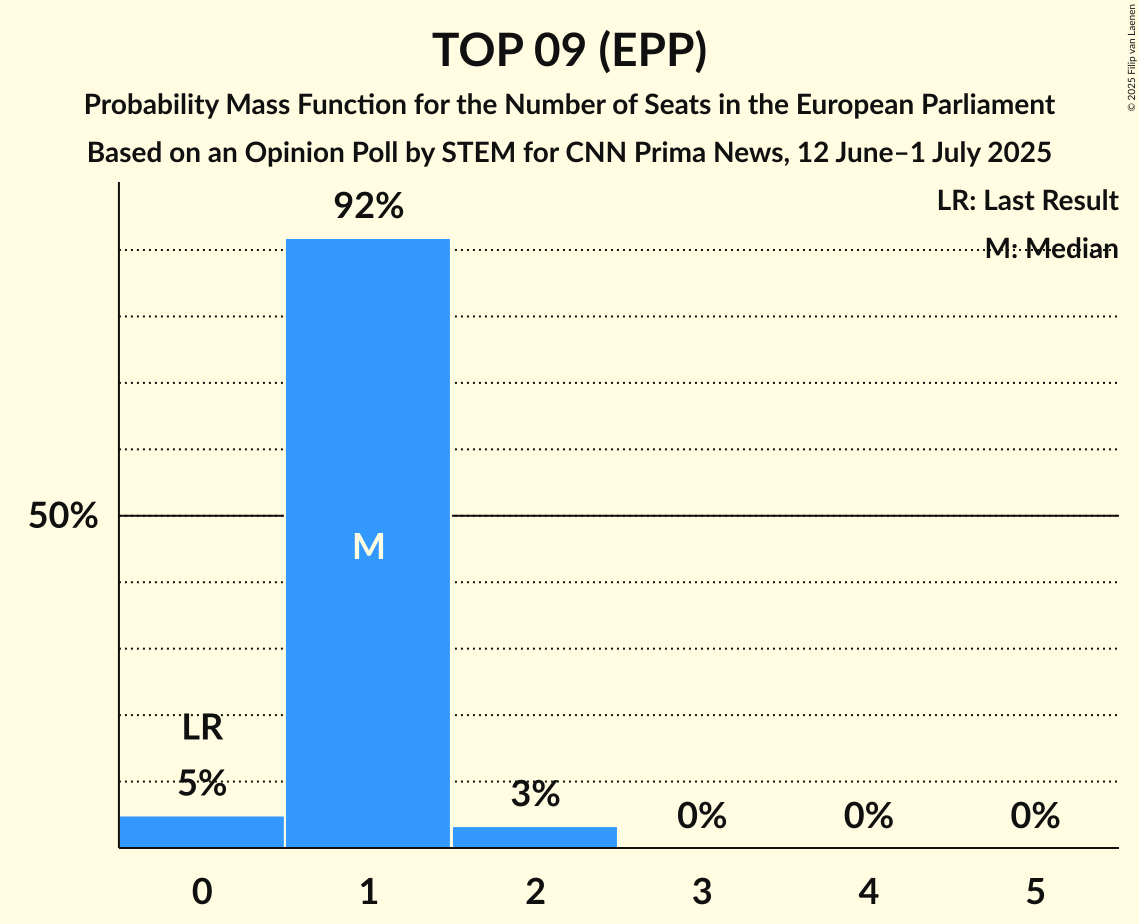 TOP 09 (EPP)
Probability Mass Function for the Number of Seats in the European Parliament
Based on an Opinion Poll by STEM for CNN Prima News, 12 June–1 July 2025
© 2025 Filip van Laenen
LR: Last Result
M: Median
92%
50%
M
LR
5%
3%
0%
0%
0%
0
1
2
3
4
5